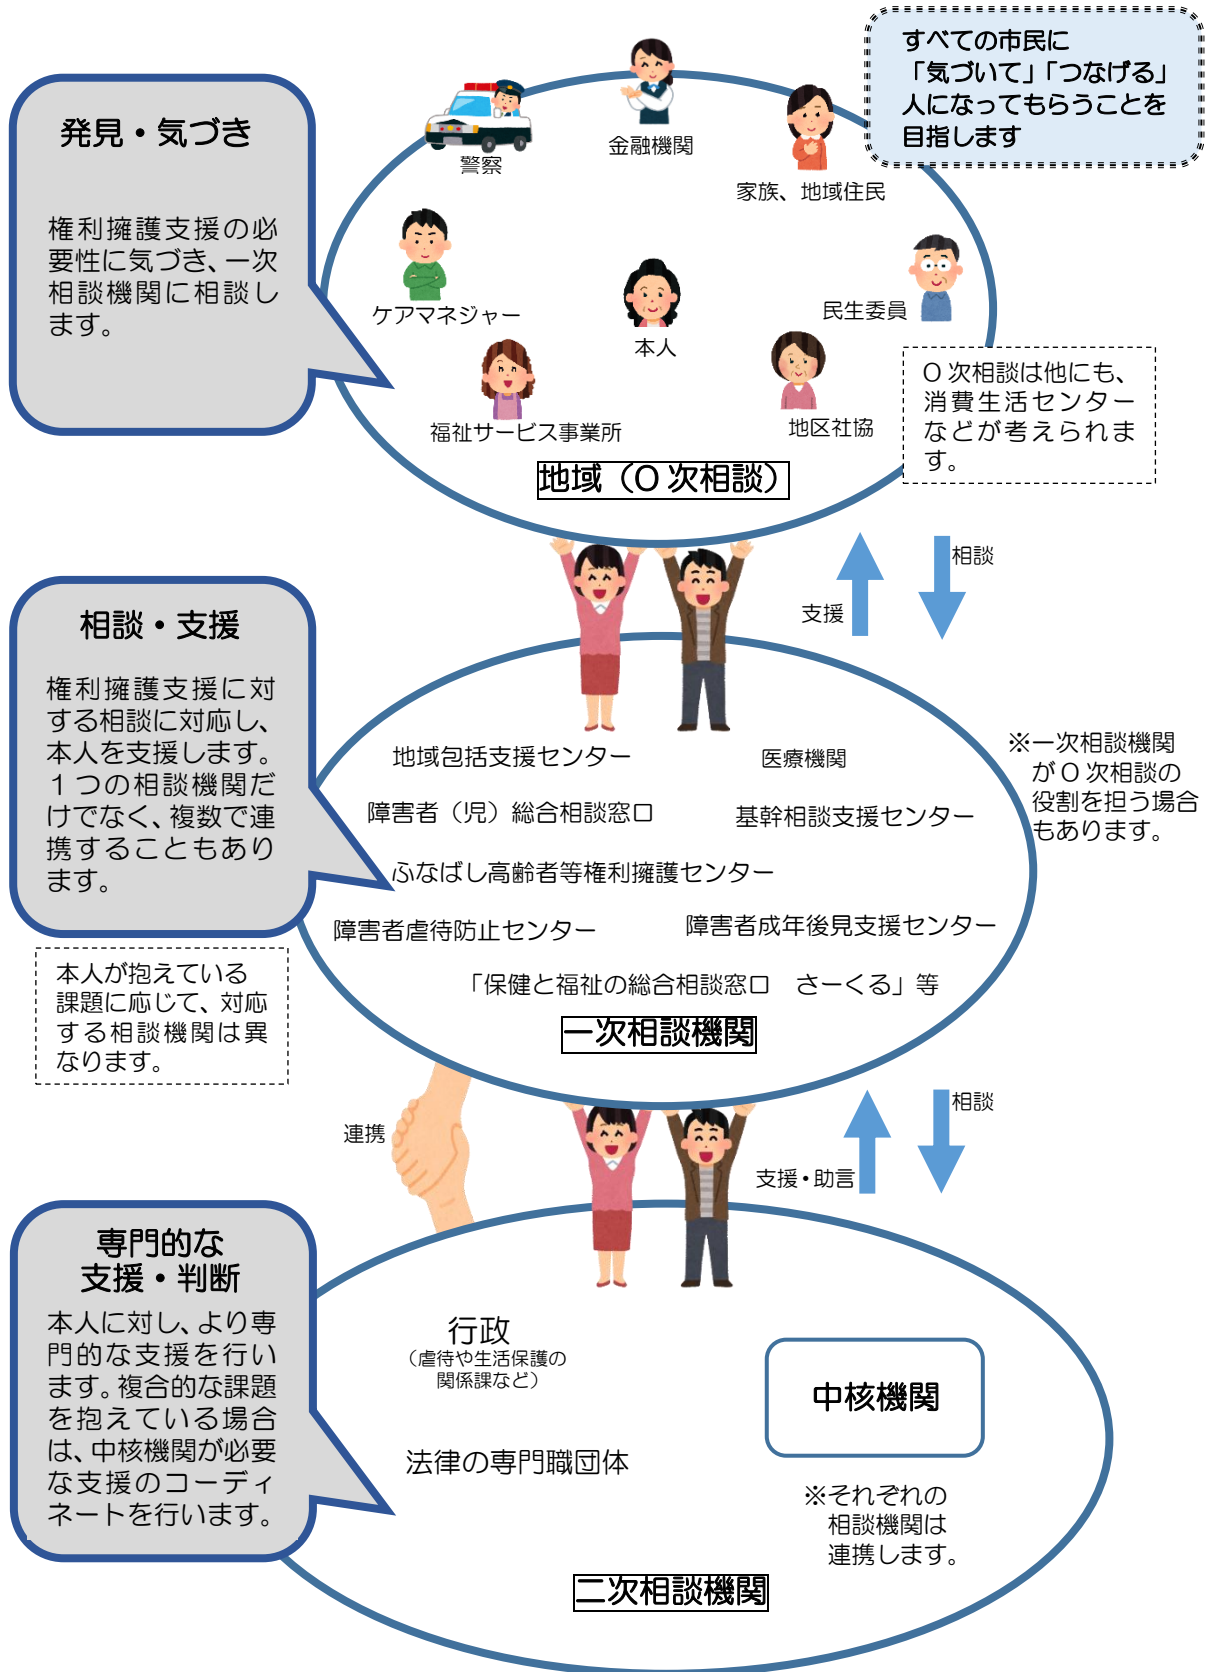 すべての市民に
「気づいて」「つなげる」
人になってもらうことを
目指します
発見・気づき
権利擁護支援の必
要性に気づき、一次
相談機関に相談し
ます。
警察
金融機関
家族、地域住民
ケアマネジャー
本人
民生委員
福祉サービス事業所
地区社協
地域（０次相談）
０次相談は他にも、
消費生活センター
などが考えられま
す。
支援
相談
相談・支援
権利擁護支援に対
する相談に対応し、
本人を支援します。
１つの相談機関だ
けでなく、複数で連
携することもあり
ます。
本人が抱えている
課題に応じて、対応
する相談機関は異
なります。
地域包括支援センター
医療機関
障害者（児）総合相談窓口
基幹相談支援センター
ふなばし高齢者等権利擁護センター
障害者虐待防止センター
障害者成年後見支援センター
「保健と福祉の総合相談窓口　さーくる」等
一次相談機関
※一次相談機関
が０次相談の
役割を担う場合
もあります。
連携
支援・助言
相談
専門的な
支援・判断
本人に対し、より専
門的な支援を行い
ます。複合的な課題
を抱えている場合
は、中核機関が必要
な支援のコーディ
ネートを行います。
行政
（虐待や生活保護の
関係課など）
法律の専門職団体
中核機関
※それぞれの
相談機関は
連携します。
二次相談機関